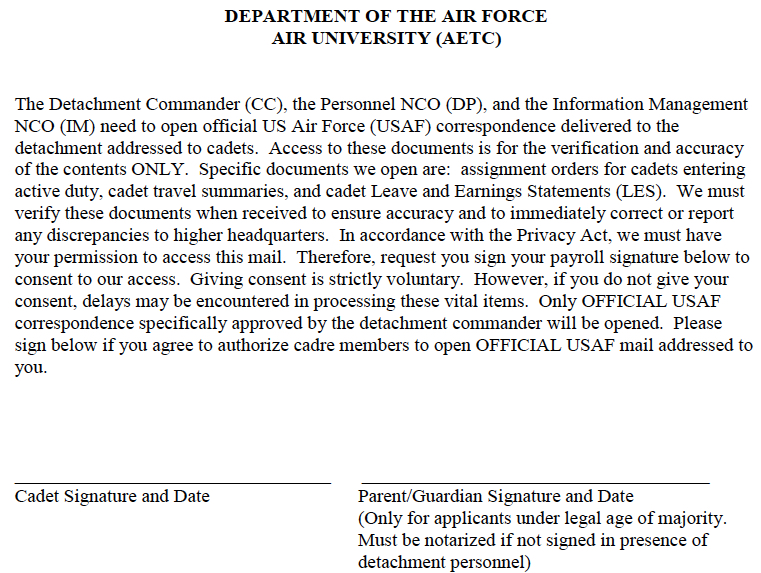 DEPARTMENT OF THE AIR FORCE
AIR UNIVERSITY (AETC)
The Detachment Commander (CC), the Personnel NCO (DP), and the Information Management
NCO (IM) need to open official US Air Force (USAF) correspondence delivered to the
detachment addressed to cadets.  Access to these documents is for the verification and accuracy
of the contents ONLY.  Specific documents we open are:  assignment orders for cadets entering
active duty, cadet travel summaries, and cadet Leave and Earnings Statements (LES).  We must
verify these documents when received to ensure accuracy and to immediately correct or report
any discrepancies to higher headquarters.  In accordance with the Privacy Act, we must have
your permission to access this mail.  Therefore, request you sign your payroll signature below to
consent to our access.  Giving consent is strictly voluntary.  However, if you do not give your
consent, delays may be encountered in processing these vital items.  Only OFFICIAL USAF
correspondence specifically approved by the detachment commander will be opened.  Please
sign below if you agree to authorize cadre members to open OFFICIAL USAF mail addressed to
you.
Cadet Signature and Date
Parent/Guardian Signature and Date
(Only for applicants under legal age of majority.
Must be notarized if not signed in presence of
detachment personnel)